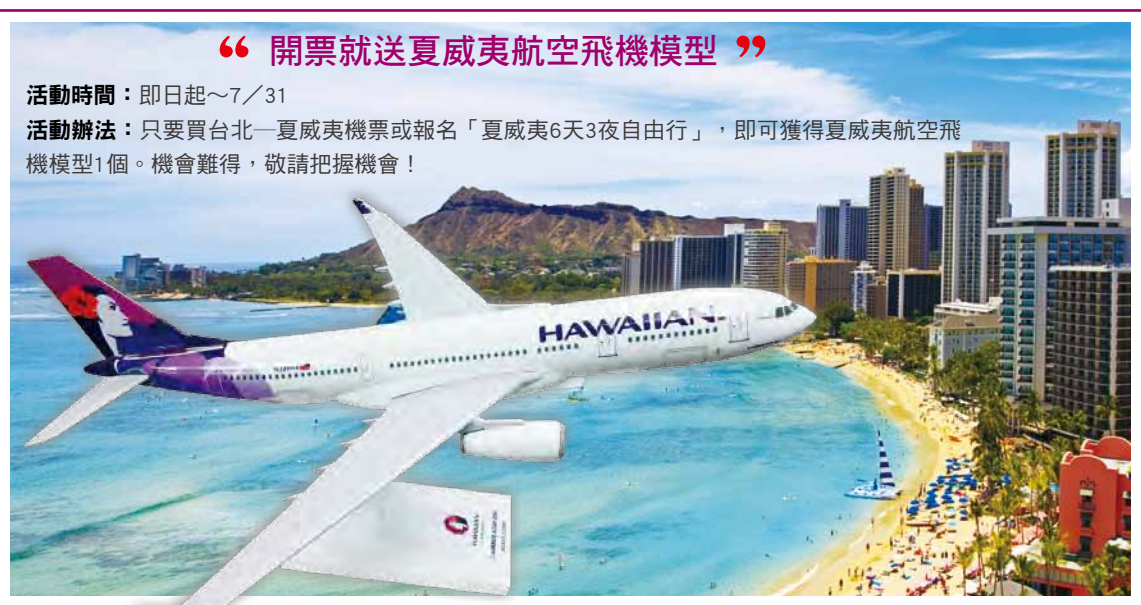 “ 開票就送夏威夷航空飛機模型 ”
活動時間：即日起～7／31
活動辦法：只要買台北—夏威夷機票或報名「夏威夷6天3夜自由行」，即可獲得夏威夷航空飛
機模型1個。機會難得，敬請把握機會！
HAWAIIAN